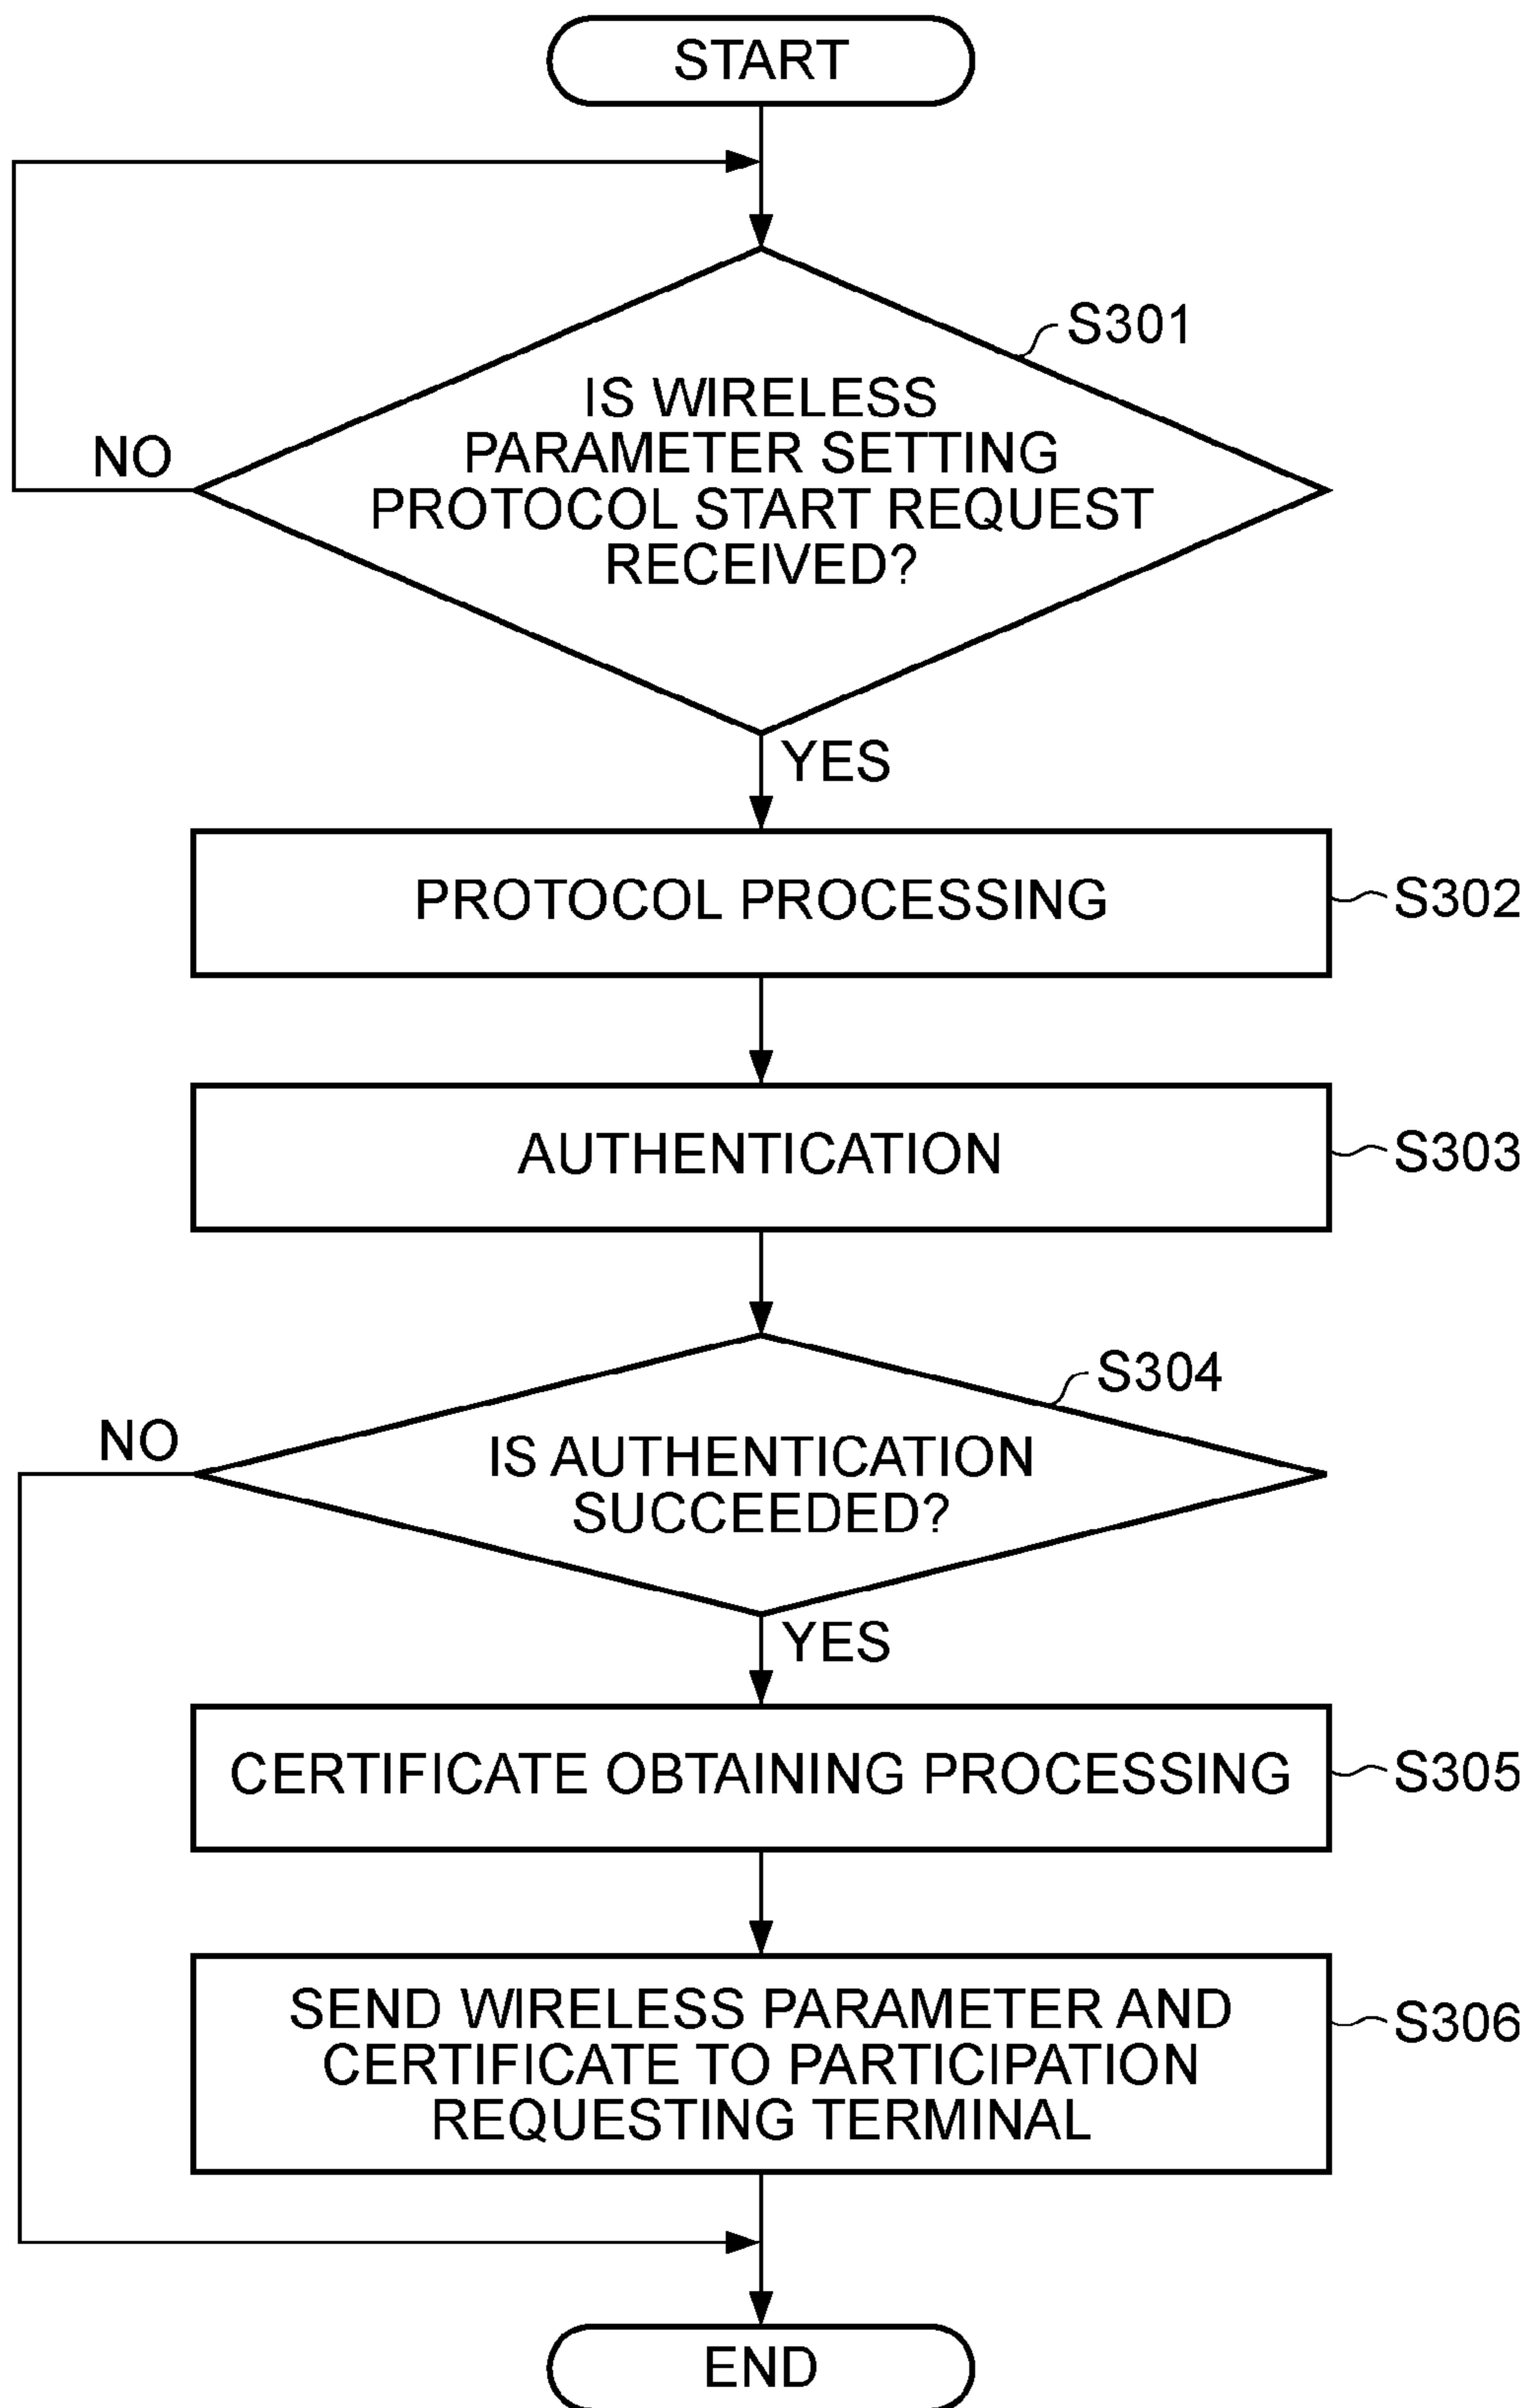 START
S301
IS WIRELESS
PARAMETER SETTING
PROTOCOL START REQUEST
RECEIVED?
NO
YES
PROTOCOL PROCESSING
S302
AUTHENTICATION
S303
S304
IS AUTHENTICATION
SUCCEEDED?
NO
YES
CERTIFICATE OBTAINING PROCESSING
S305
SEND WIRELESS PARAMETER AND
CERTIFICATE TO PARTICIPATION
REQUESTING TERMINAL
S306
END